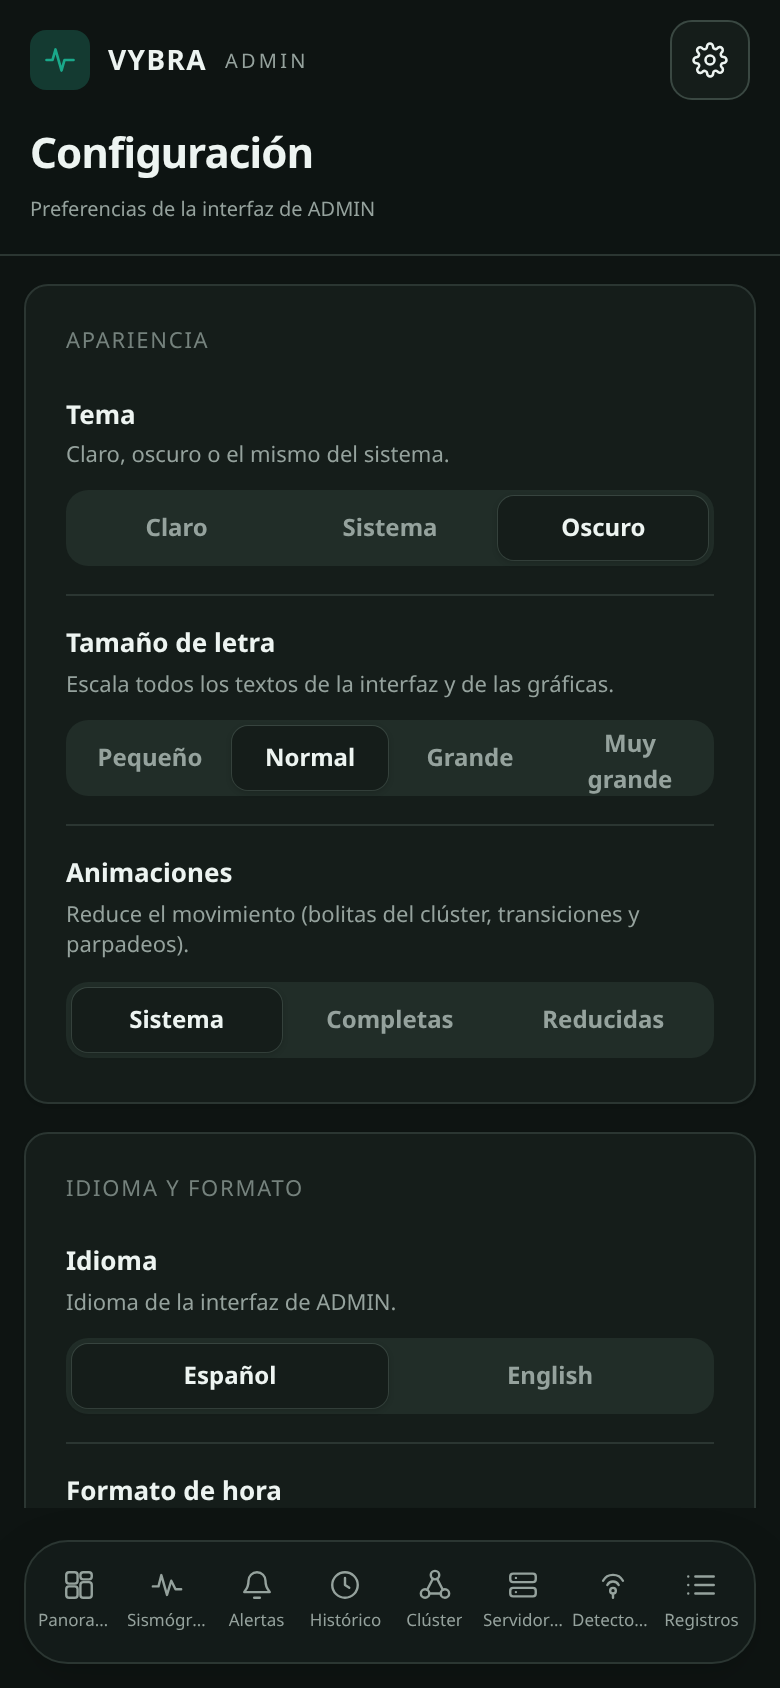 VYBRA ADMIN
Configuración
Preferencias de la interfaz de ADMIN
APARIENCIA
Tema
Claro, oscuro o el mismo del sistema.
Claro Sistema Oscuro
Tamaño de letra
Escala todos los textos de la interfaz y de las gráficas.
Pequeño Normal Grande Muy grande
Animaciones
Reduce el movimiento (bolitas del clúster, transiciones y
parpadeos).
Sistema Completas Reducidas
IDIOMA Y FORMATO
Idioma
Idioma de la interfaz de ADMIN.
Español English
Formato de hora
Panora... Sismógr... Alertas Histórico Clúster Servidor... Detecto... Registros